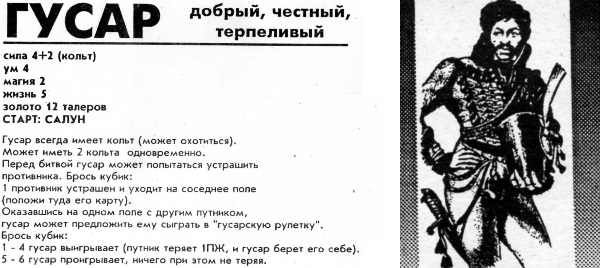 ГУСАР
добрый, честный,
терпеливый
сила 4+2 (кольт)
ум 4
магия 2
жизнь 5
золото 12 талеров
СТАРТ: САЛУН
Гусар всегда имеет кольт (может охотиться).
Может иметь 2 кольта одновременно.
Перед битвой гусар может попытаться устрашить
противника. Брось кубик:
1 противник устрашен и уходит на соседнее поле
(положи туда его карту).
Оказавшись на одном поле с другим путником,
гусар может предложить ему сыграть в "гусарскую рулетку".
Брось кубик:
1 - 4 гусар выигрывает (путник теряет 1ПЖ, и гусар берет его себе).
5 - 6 гусар проигрывает, ничего при этом не теряя.